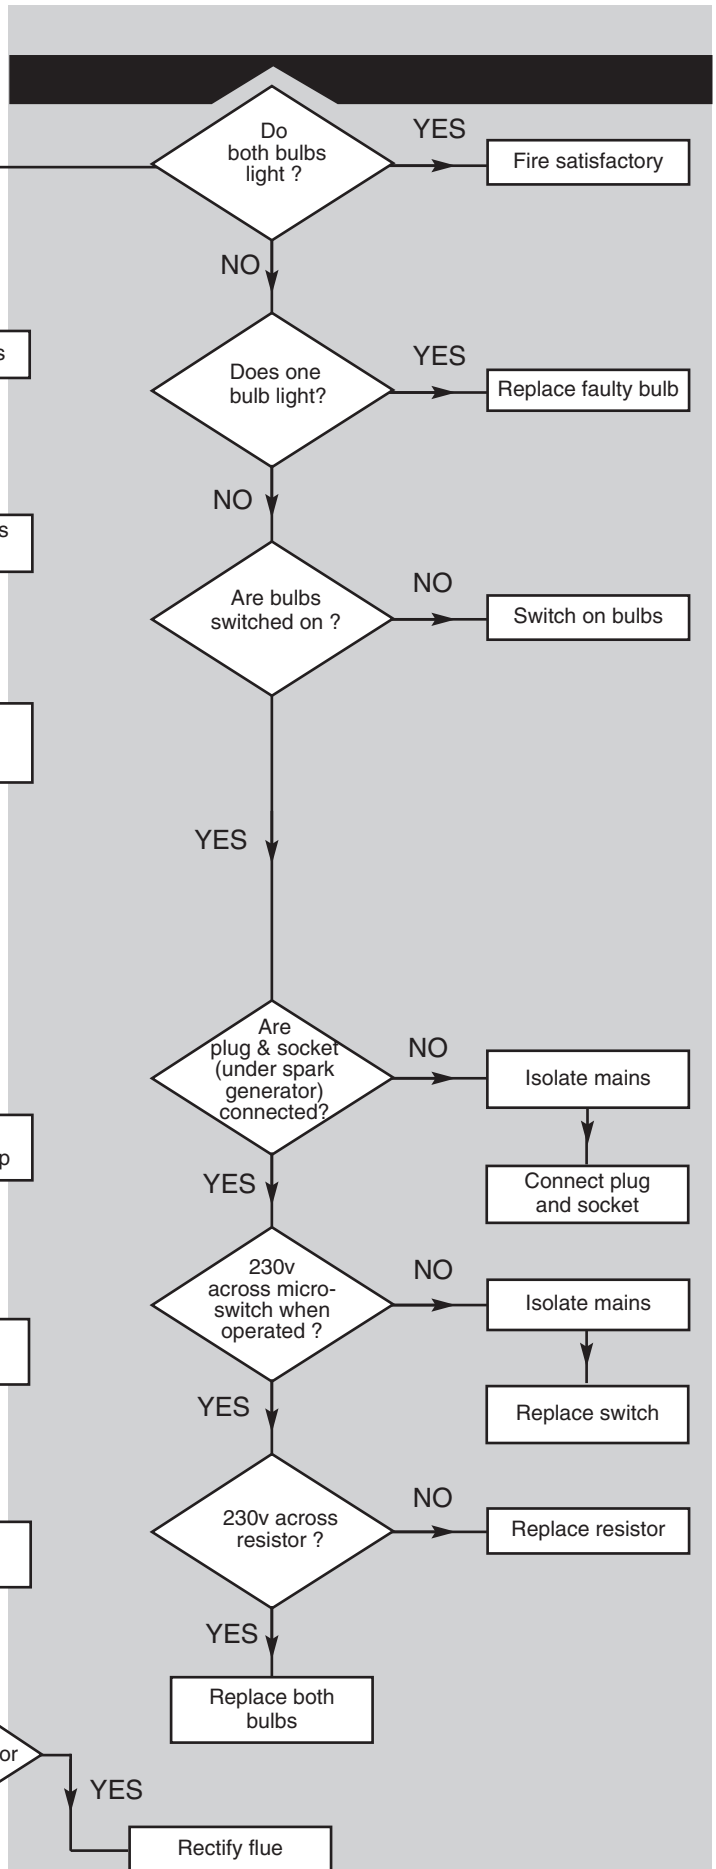 Do
both bulbs
light ?
YES
Fire satisfactory
NO
s
Does one
bulb light?
YES
Replace faulty bulb
NO
s
Are bulbs
switched on ?
NO
Switch on bulbs
YES
Are
plug & socket
(under spark
generator)
connected?
NO
Isolate mains
p
Connect plug
and socket
YES
230v
across micro-
switch when
operated ?
NO
Isolate mains
YES
Replace switch
230v across
resistor ?
NO
Replace resistor
YES
Replace both
bulbs
or
YES
Rectify flue